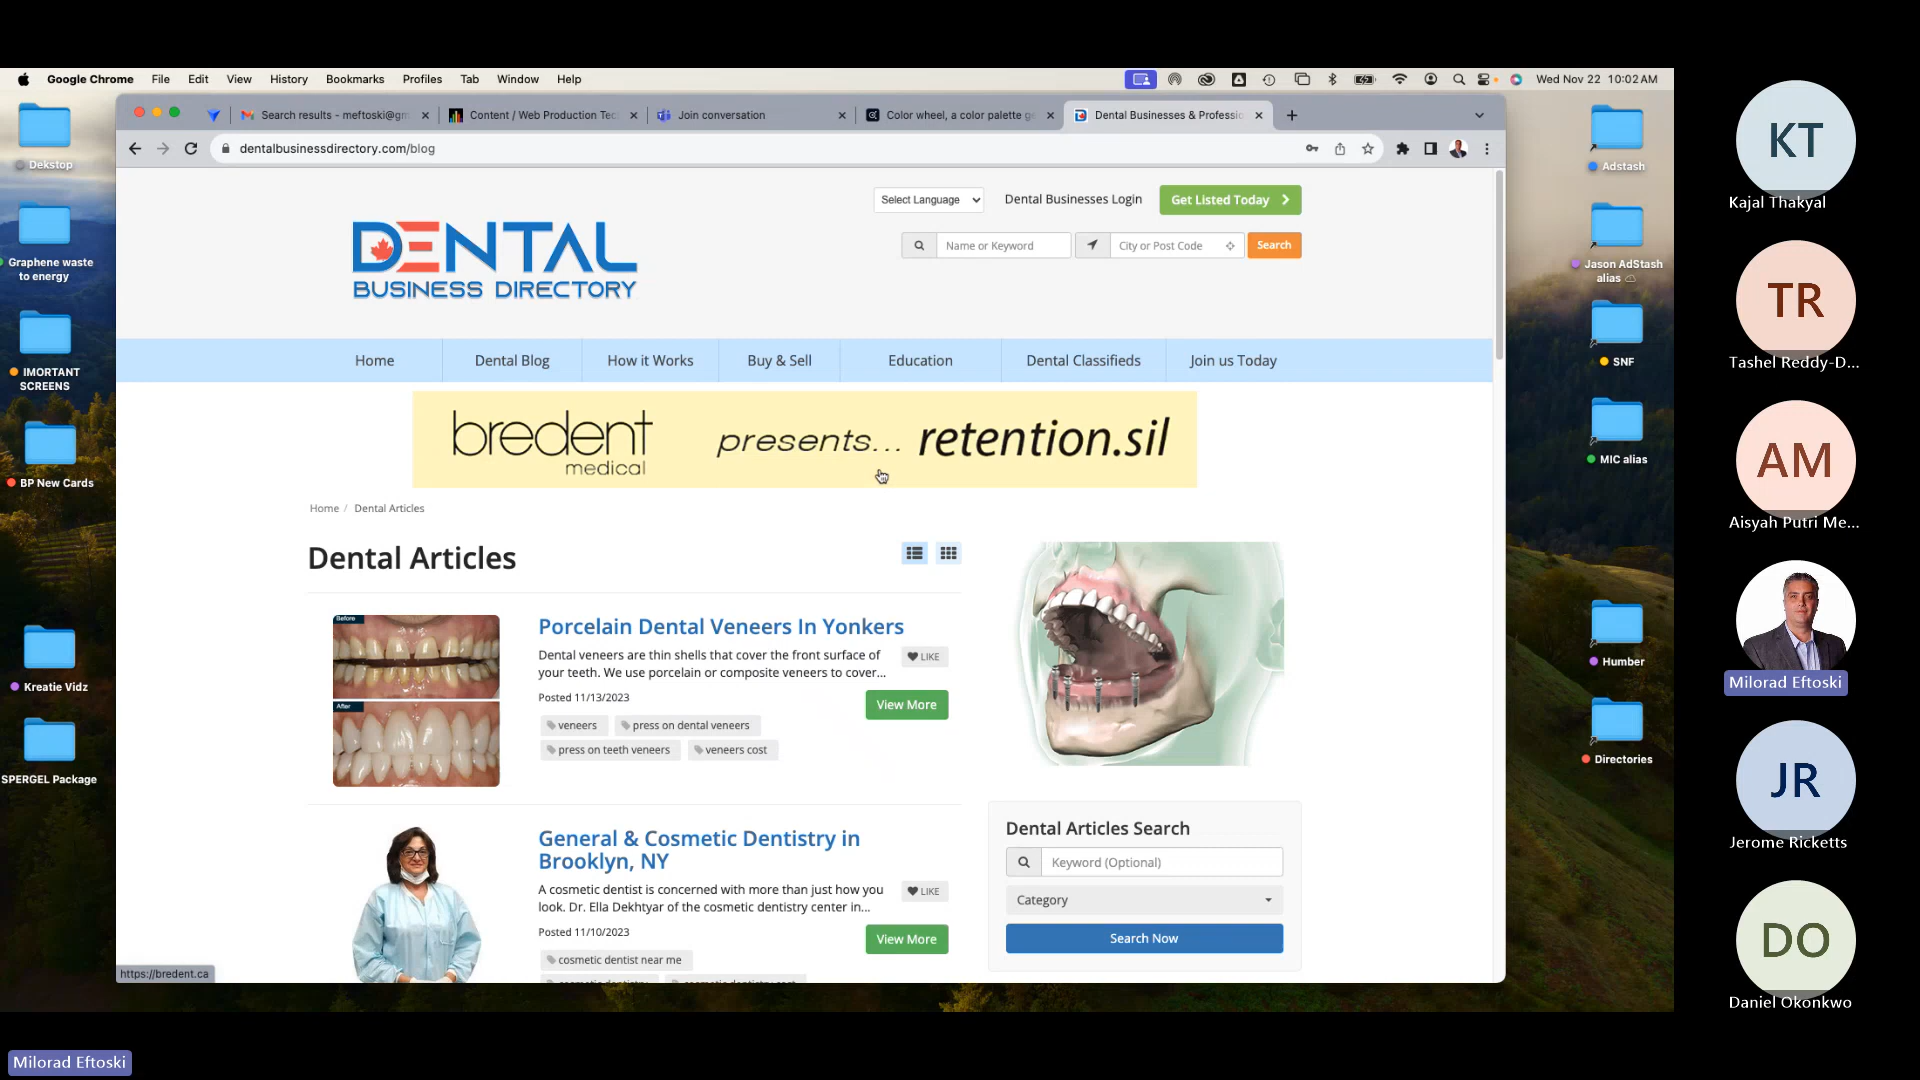 Google Chrome File Edit View History Bookmarks Profiles Tab Window Help
Wed Nov 22 10:02 AM
Search results - meftoski@gm
Content / Web Production Tec
Join conversation
Color wheel, a color palette ge
Dental Businesses & Professio
dentalbusinessdirectory.com/blog
Select Language
Dental Businesses Login
Get Listed Today
DENTAL
BUSINESS DIRECTORY
Name or Keyword
City or Post Code
Search
Home
Dental Blog
How it Works
Buy & Sell
Education
Dental Classifieds
Join us Today
bredent
medical
presents...
retention.sil
Home / Dental Articles
Dental Articles
Before
After
Porcelain Dental Veneers In Yonkers
Dental veneers are thin shells that cover the front surface of
your teeth. We use porcelain or composite veneers to cover...
LIKE
Posted 11/13/2023
View More
veneers
press on dental veneers
press on teeth veneers
veneers cost
General & Cosmetic Dentistry in
Brooklyn, NY
A cosmetic dentist is concerned with more than just how you
look. Dr. Ella Dekhtyar of the cosmetic dentistry center in...
LIKE
Posted 11/10/2023
View More
cosmetic dentist near me
Dental Articles Search
Keyword (Optional)
Category
Search Now
https://bredent.ca
Dekstop
Graphene waste
to energy
IMORTANT
SCREENS
BP New Cards
Kreatie Vidz
SPERGEL Package
Adstash
Jason AdStash
alias
SNF
MIC alias
Humber
Directories
KT
Kajal Thakyal
TR
Tashel Reddy-D...
AM
Aisyah Putri Me...
Milorad Eftoski
JR
Jerome Ricketts
DO
Daniel Okonkwo
Milorad Eftoski